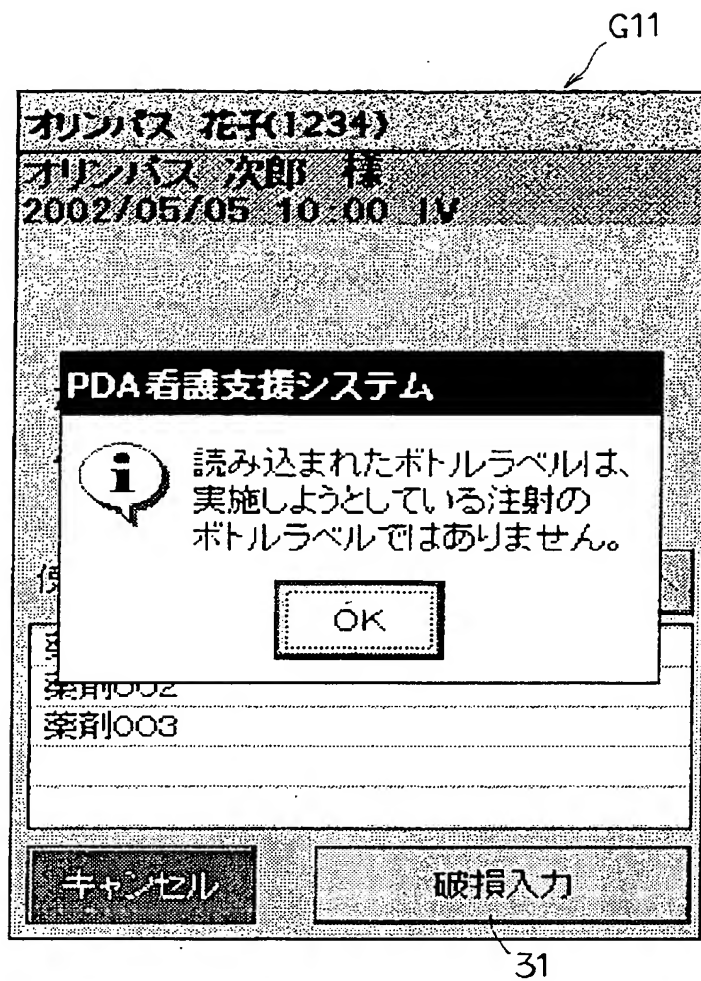 G11
オリンパス 花子(1234)
オリンパス 次郎 様
2002/05/05 10:00 IV
PDA看護支援システム
読み込まれたボトルラベルは、
実施しようとしている注射の
ボトルラベルではありません。
OK
薬剤002
薬剤003
キャンセル
破損入力
31